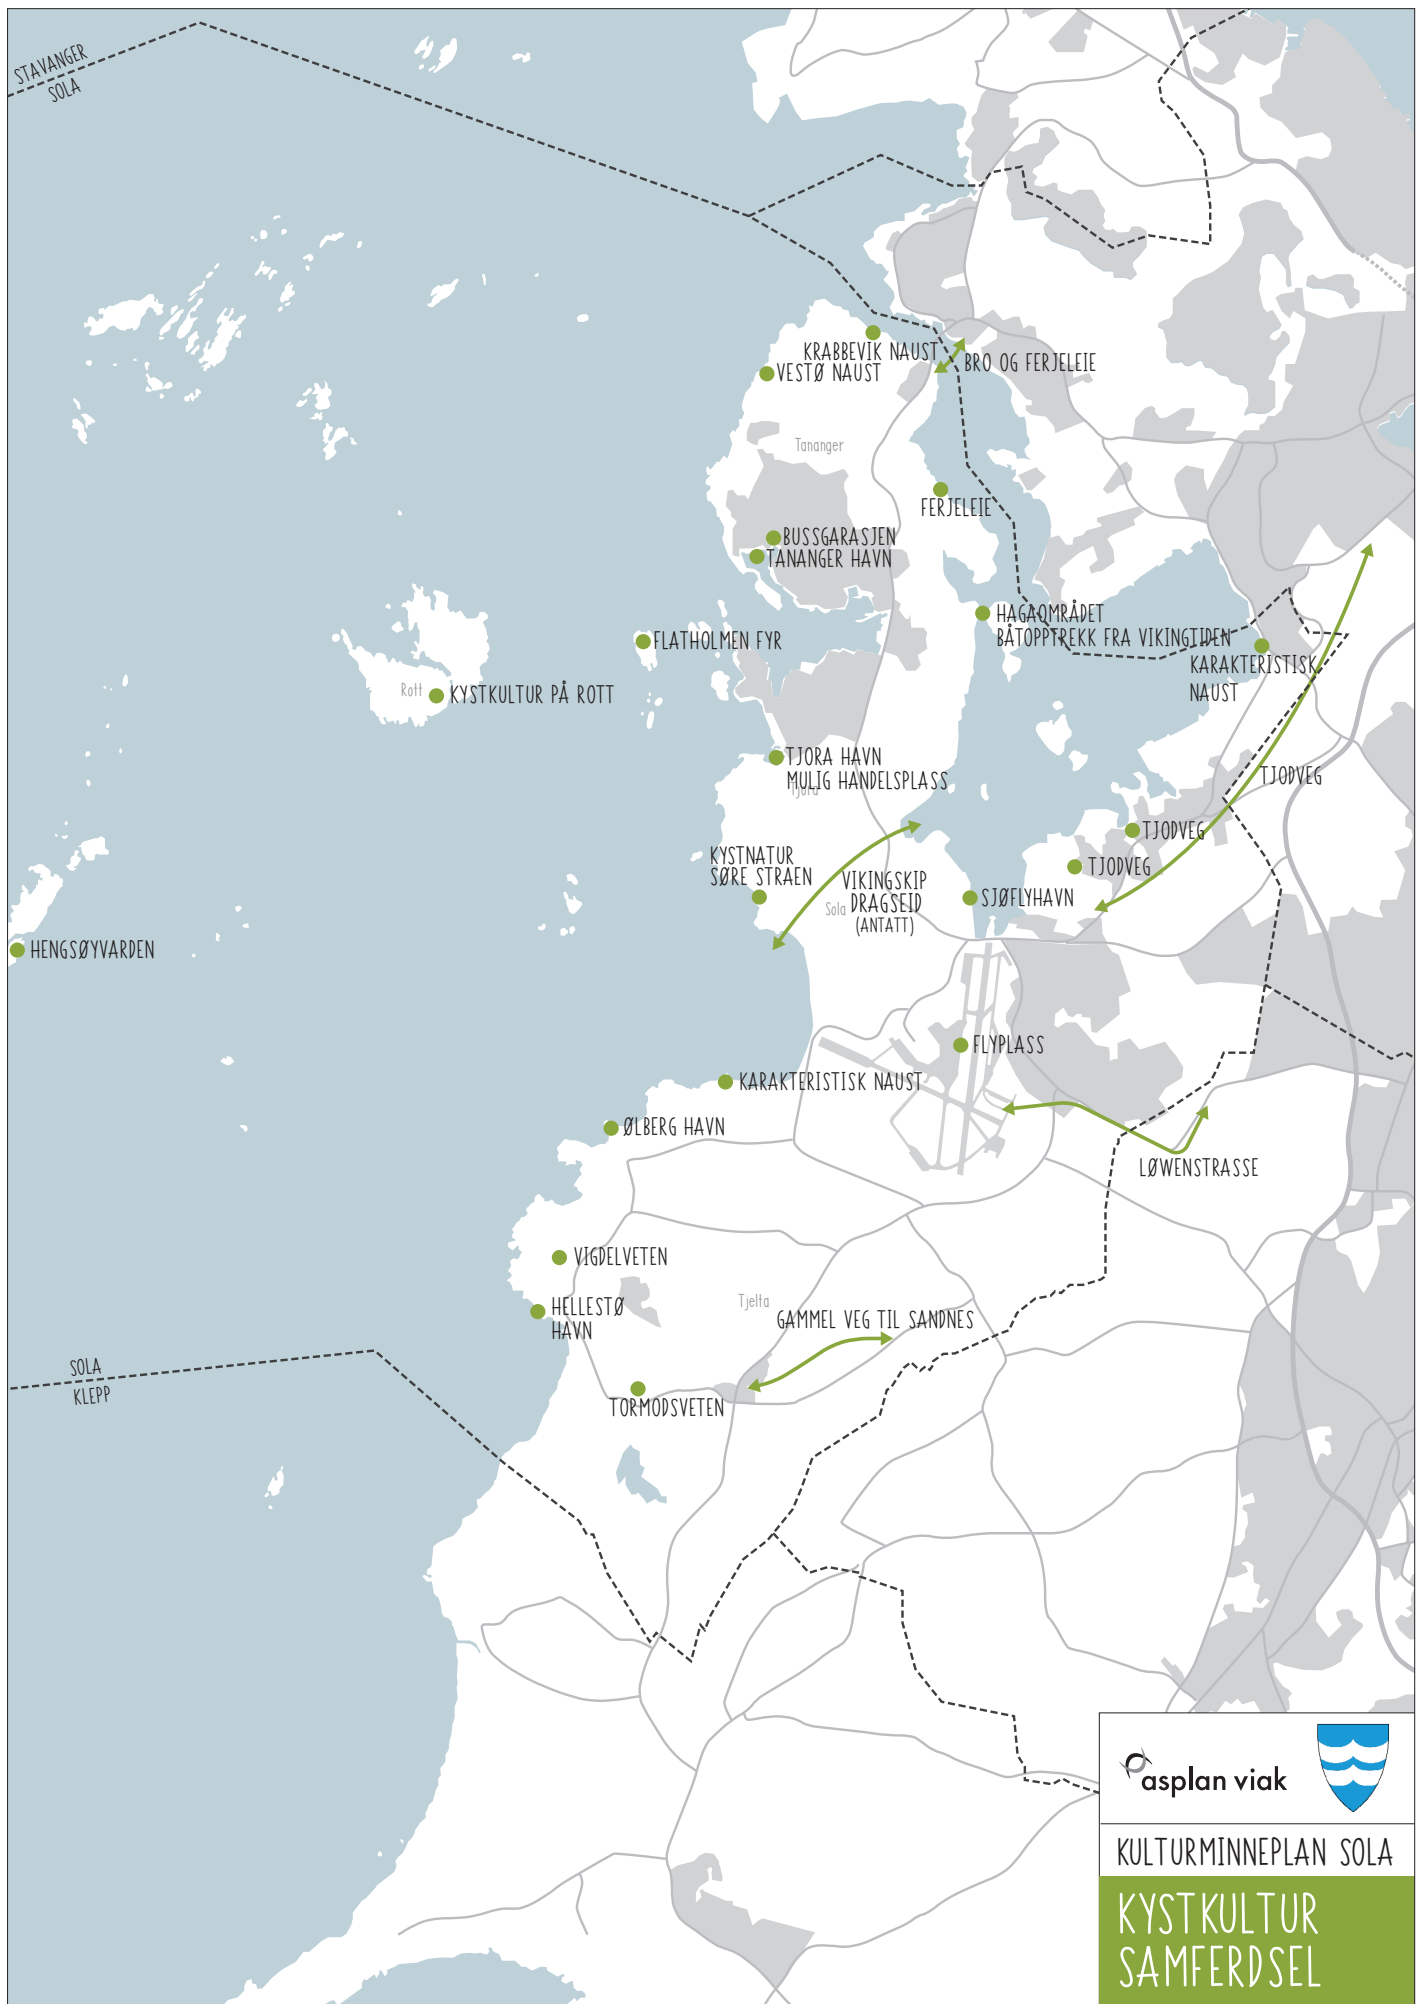 STAVANGER
SOLA
KRABBEVIK NAUST
BRO OG FERJELEIE
VESTØ NAUST
Tananger
FERJELEIE
BUSSGARASJEN
TANANGER HAVN
HAGAOMRÅDET
BÅTOPPTREKK FRA VIKINGTIDEN
FLATHOLMEN FYR
KARAKTERISTISK
NAUST
Rott
KYSTKULTUR PÅ ROTT
TJORA HAVN
MULIG HANDELSPLASS
Tjora
TJODVEG
TJODVEG
TJODVEG
KYSTNATUR
SØRE STRAEN
VIKINGSKIP
DRAGSEID
(ANTATT)
Sola
SJØFLYHAVN
HENGSØYVARDEN
FLYPLASS
KARAKTERISTISK NAUST
ØLBERG HAVN
LØWENSTRASSE
VIGDELVETEN
HELLESTØ
HAVN
Tjelta
GAMMEL VEG TIL SANDNES
SOLA
KLEPP
TORMODSVETEN
asplan viak
KULTURMINNEPLAN SOLA
KYSTKULTUR
SAMFERDSEL